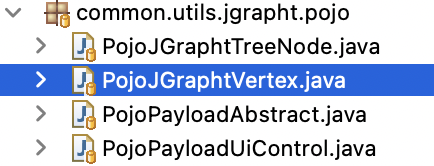 common.utils.jgrapht.pojo
PojoJGraphtTreeNode.java
PojoJGraphtVertex.java
PojoPayloadAbstract.java
PojoPayloadUiControl.java